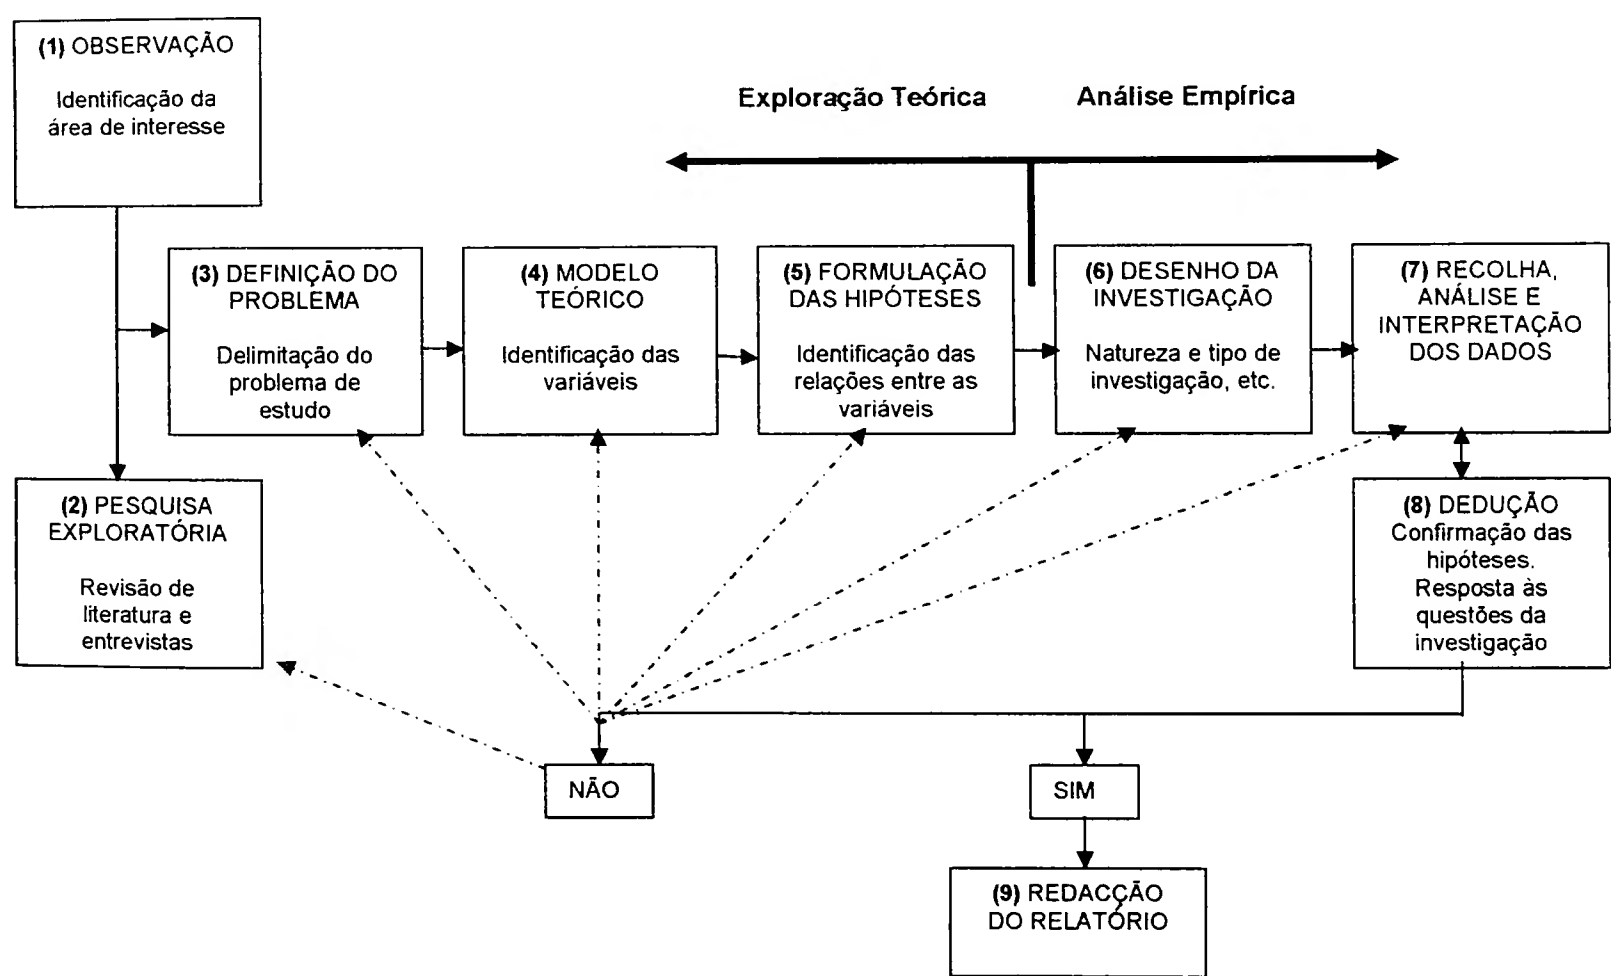 (1) OBSERVAÇÃO
Identificação da
área de interesse
Exploração Teórica
Análise Empírica
(3) DEFINIÇÃO DO
PROBLEMA
Delimitação do
problema de
estudo
(4) MODELO
TEÓRICO
Identificação das
variáveis
(5) FORMULAÇÃO
DAS HIPÓTESES
Identificação das
relações entre as
variáveis
(6) DESENHO DA
INVESTIGAÇÃO
Natureza e tipo de
investigação, etc.
(7) RECOLHA,
ANÁLISE E
INTERPRETAÇÃO
DOS DADOS
(2) PESQUISA
EXPLORATÓRIA
Revisão de
literatura e
entrevistas
(8) DEDUÇÃO
Confirmação das
hipóteses.
Resposta às
questões da
investigação
NÃO
SIM
(9) REDACÇÃO
DO RELATÓRIO